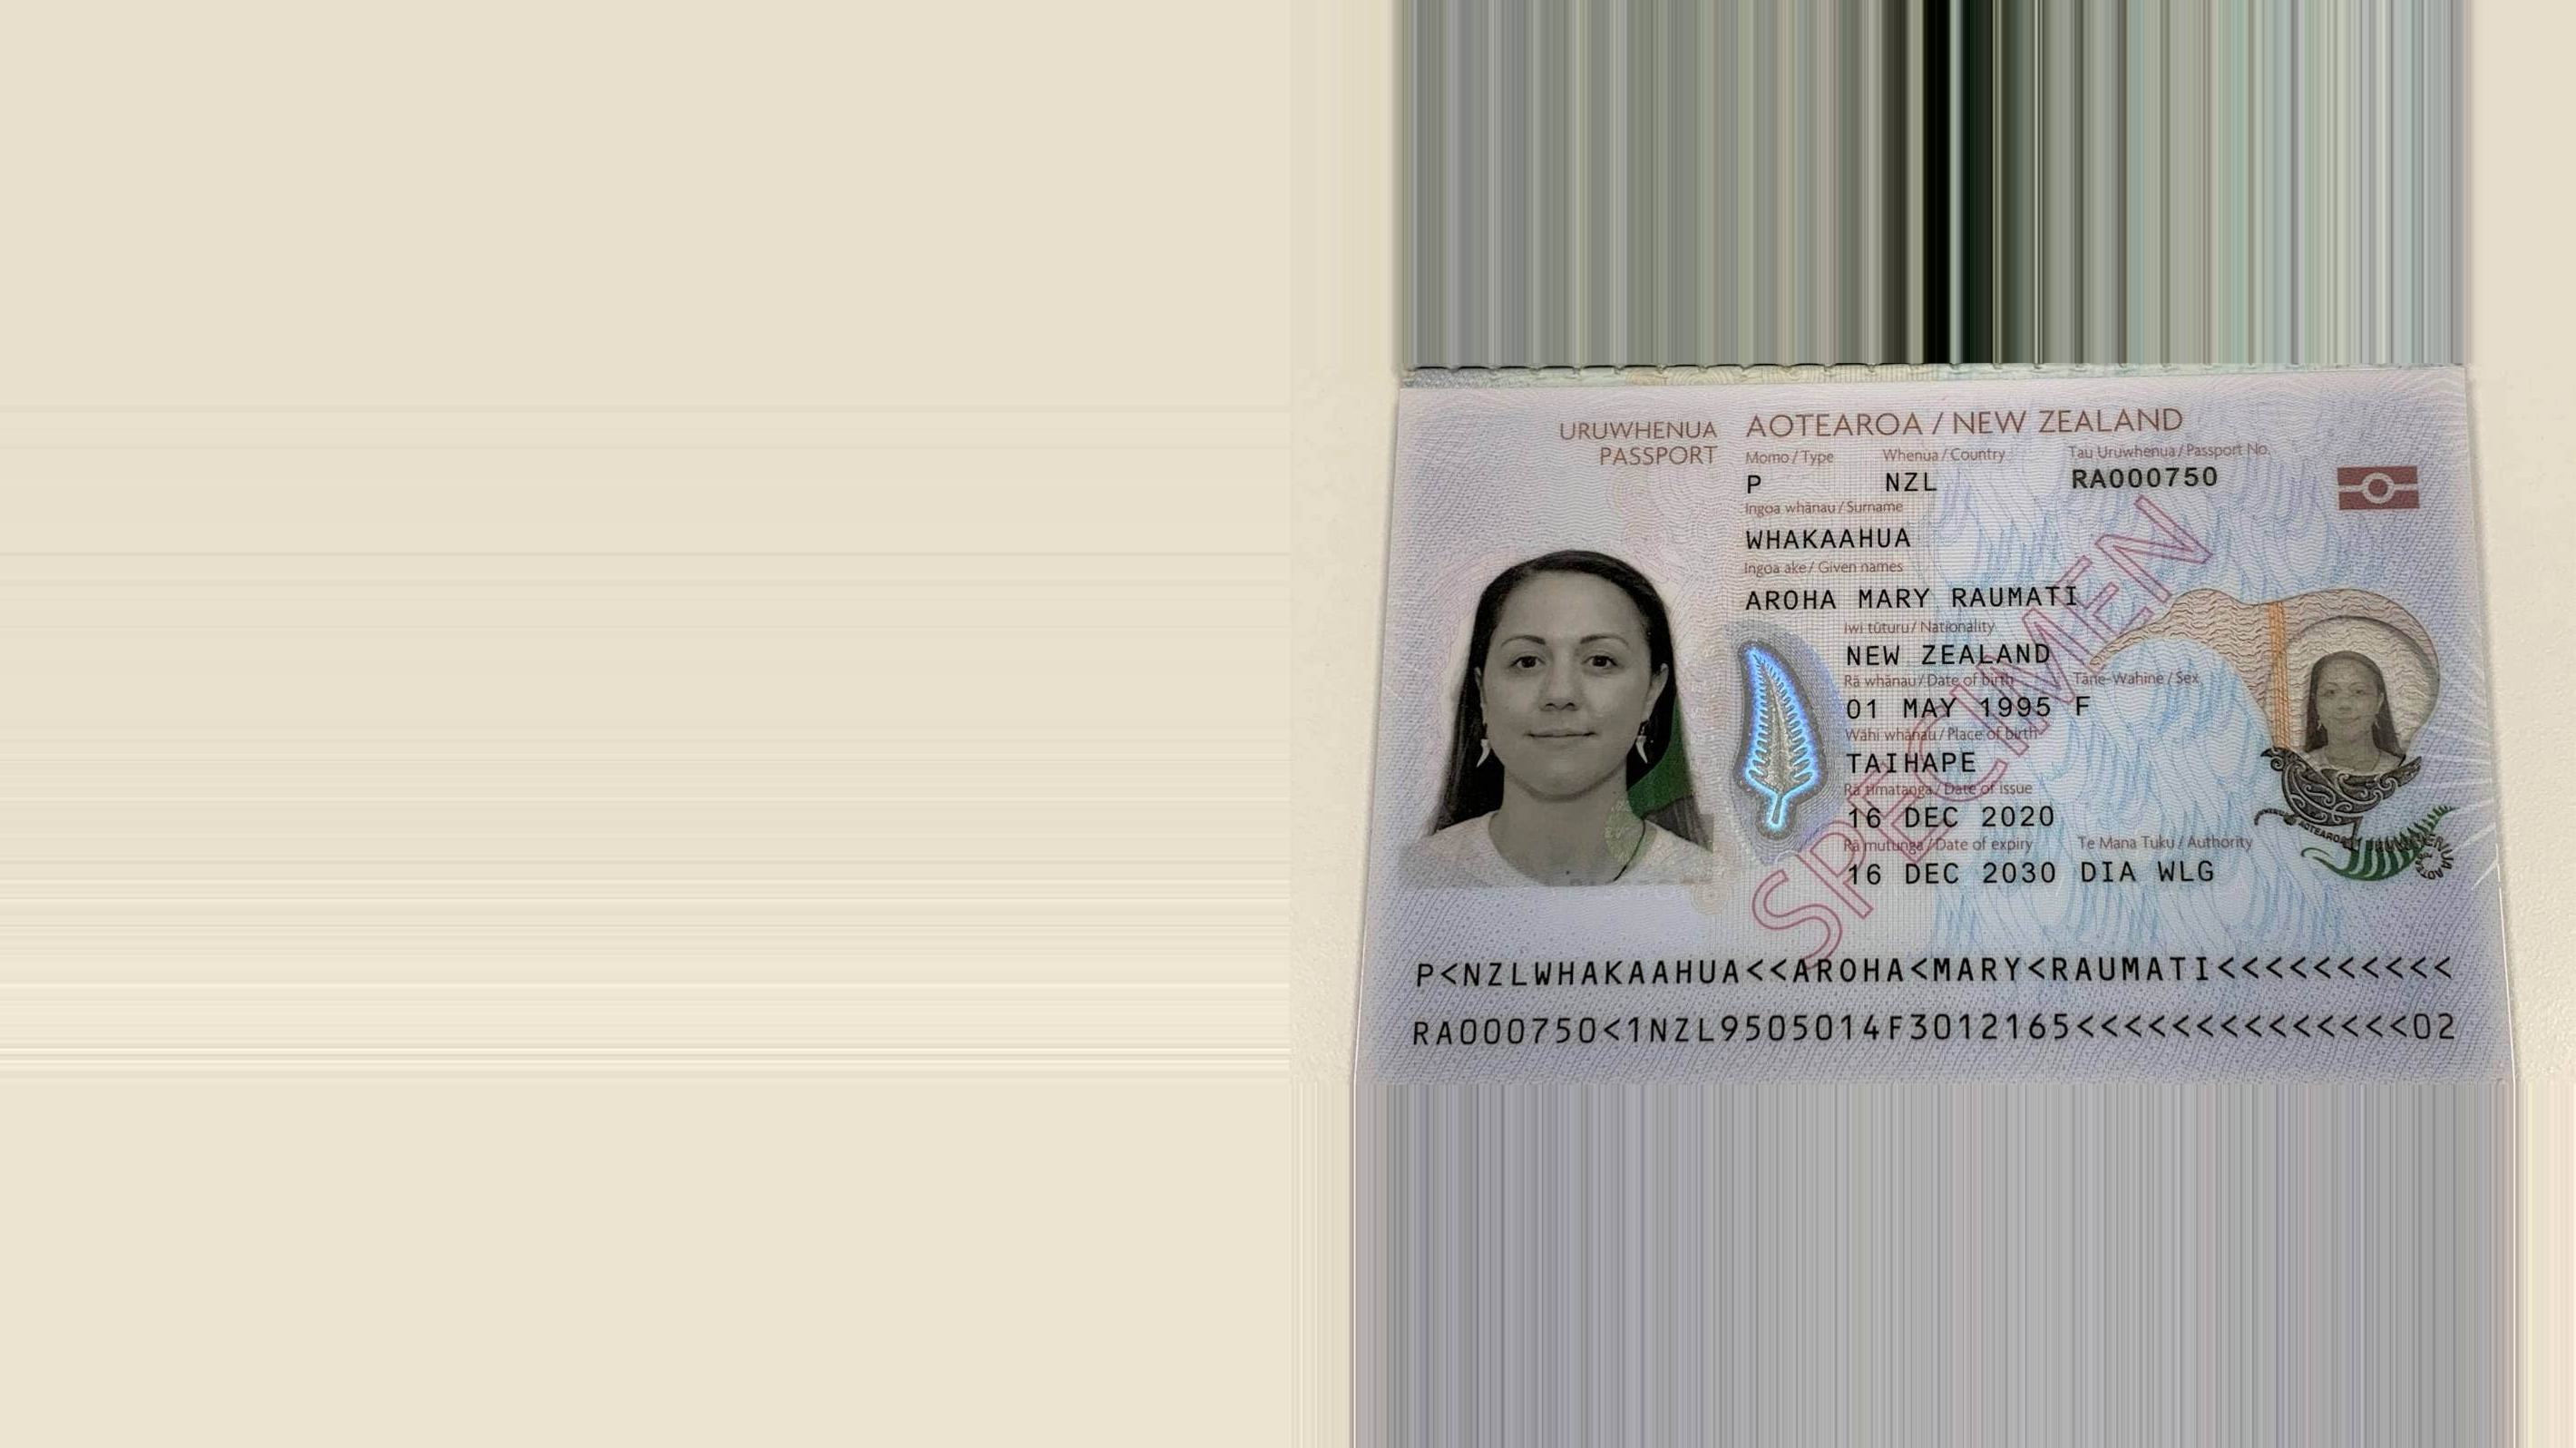 URUWHENUA
PASSPORT
AOTEAROA / NEW ZEALAND
Momo / Type Whenua / Country Tau Uruwhenua / Passport No.
P NZL RA000750
Ingoa whānau / Surname
WHAKAAHUA
Ingoa ake / Given names
AROHA MARY RAUMATI
Iwi tūturu / Nationality
NEW ZEALAND
Rā whānau / Date of birth Tāne-Wahine / Sex
01 MAY 1995 F
Wāhi whānau / Place of birth
TAIHAPE
Rā tīmatanga / Date of issue
16 DEC 2020
Rā mutunga / Date of expiry Te Mana Tuku / Authority
16 DEC 2030 DIA WLG
SPECIMEN
P<NZLWHAKAAHUA<<AROHA<MARY<RAUMATI<<<<<<<<<<
RA000750<1NZL9505014F3012165<<<<<<<<<<<<<<02